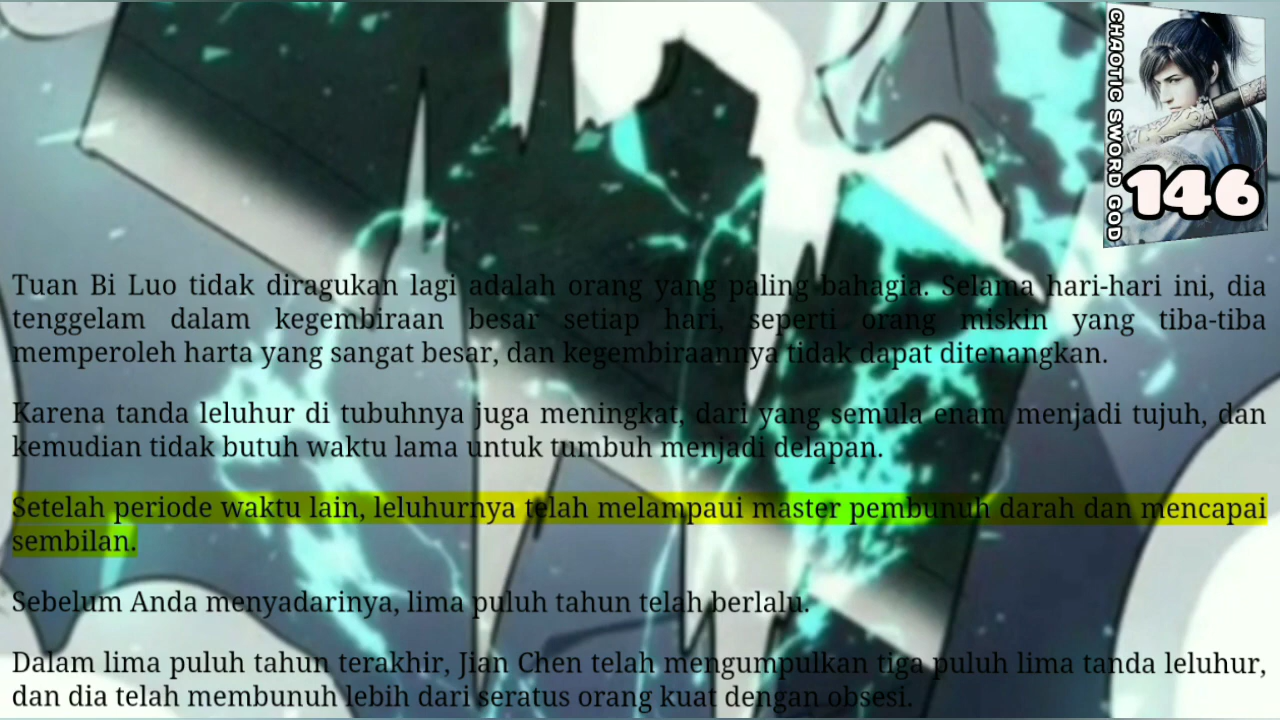 CHAOTIC SWORD GOD
146
Tuan Bi Luo tidak diragukan lagi adalah orang yang paling bahagia. Selama hari-hari ini, dia
tenggelam dalam kegembiraan besar setiap hari, seperti orang miskin yang tiba-tiba
memperoleh harta yang sangat besar, dan kegembiraannya tidak dapat ditenangkan.
Karena tanda leluhur di tubuhnya juga meningkat, dari yang semula enam menjadi tujuh, dan
kemudian tidak butuh waktu lama untuk tumbuh menjadi delapan.
Setelah periode waktu lain, leluhurnya telah melampaui master pembunuh darah dan mencapai
sembilan.
Sebelum Anda menyadarinya, lima puluh tahun telah berlalu.
Dalam lima puluh tahun terakhir, Jian Chen telah mengumpulkan tiga puluh lima tanda leluhur,
dan dia telah membunuh lebih dari seratus orang kuat dengan obsesi.